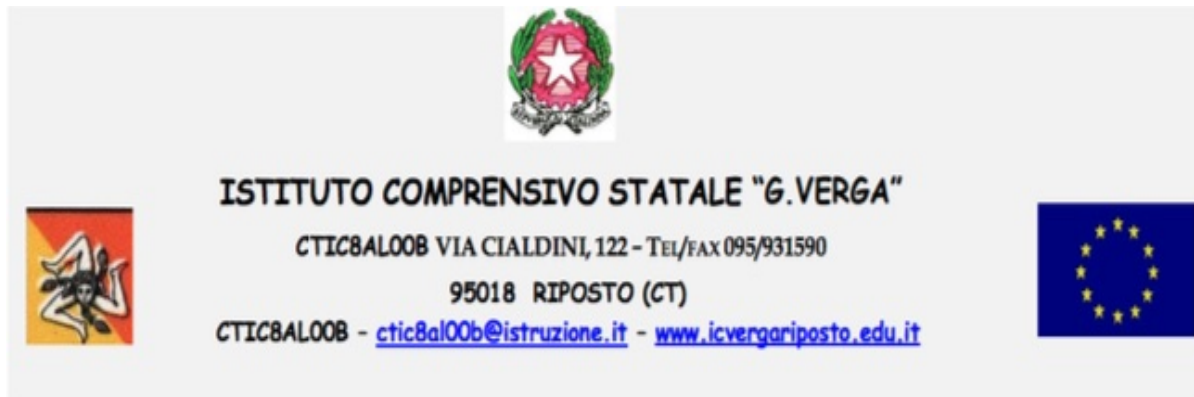 ISTITUTO COMPRENSIVO STATALE “G.VERGA”
CTIC8AL00B VIA CIALDINI, 122 – TEL/FAX 095/931590
95018 RIPOSTO (CT)
CTIC8AL00B – ctic8al00b@istruzione.it – www.icvergariposto.edu.it